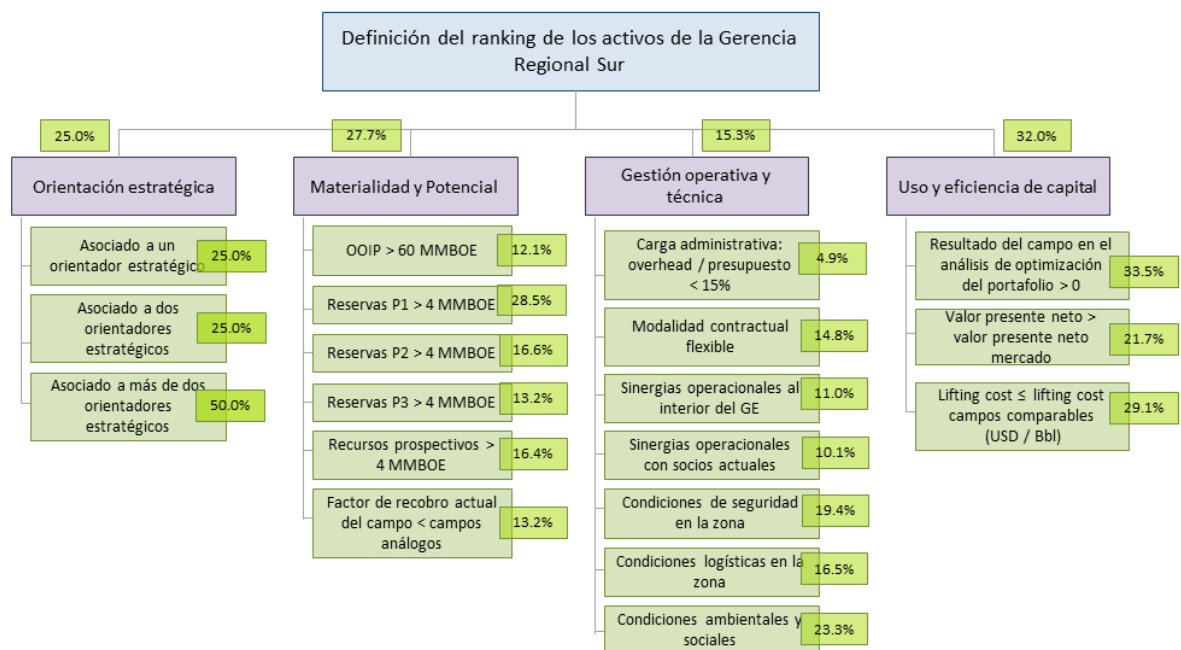 Definición del ranking de los activos de la Gerencia
Regional Sur
25.0%
27.7%
15.3%
32.0%
Orientación estratégica
Asociado a un
orientador estratégico
25.0%
Asociado a dos
orientadores
estratégicos
25.0%
Asociado a más de dos
orientadores
estratégicos
50.0%
Materialidad y Potencial
OOIP > 60 MMBOE
12.1%
Reservas P1 > 4 MMBOE
28.5%
Reservas P2 > 4 MMBOE
16.6%
Reservas P3 > 4 MMBOE
13.2%
Recursos prospectivos >
4 MMBOE
16.4%
Factor de recobro actual
del campo < campos
análogos
13.2%
Gestión operativa y
técnica
Carga administrativa:
overhead / presupuesto
< 15%
4.9%
Modalidad contractual
flexible
14.8%
Sinergias operacionales al
interior del GE
11.0%
Sinergias operacionales
con socios actuales
10.1%
Condiciones de seguridad
en la zona
19.4%
Condiciones logísticas en la
zona
16.5%
Condiciones ambientales y
sociales
23.3%
Uso y eficiencia de capital
Resultado del campo en el
análisis de optimización
del portafolio > 0
33.5%
Valor presente neto >
valor presente neto
mercado
21.7%
Lifting cost ≤ lifting cost
campos comparables
(USD / Bbl)
29.1%